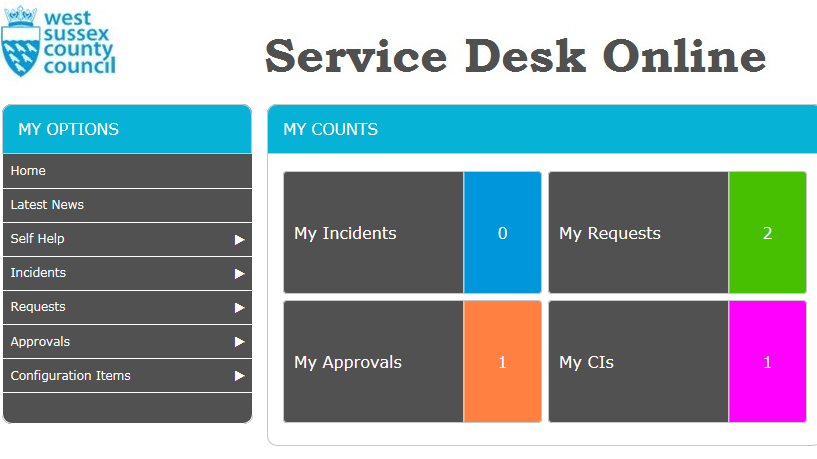 west
sussex
county
council
Service Desk Online
MY OPTIONS
Home
Latest News
Self Help
Incidents
Requests
Approvals
Configuration Items
MY COUNTS
My Incidents 0
My Requests 2
My Approvals 1
My CIs 1